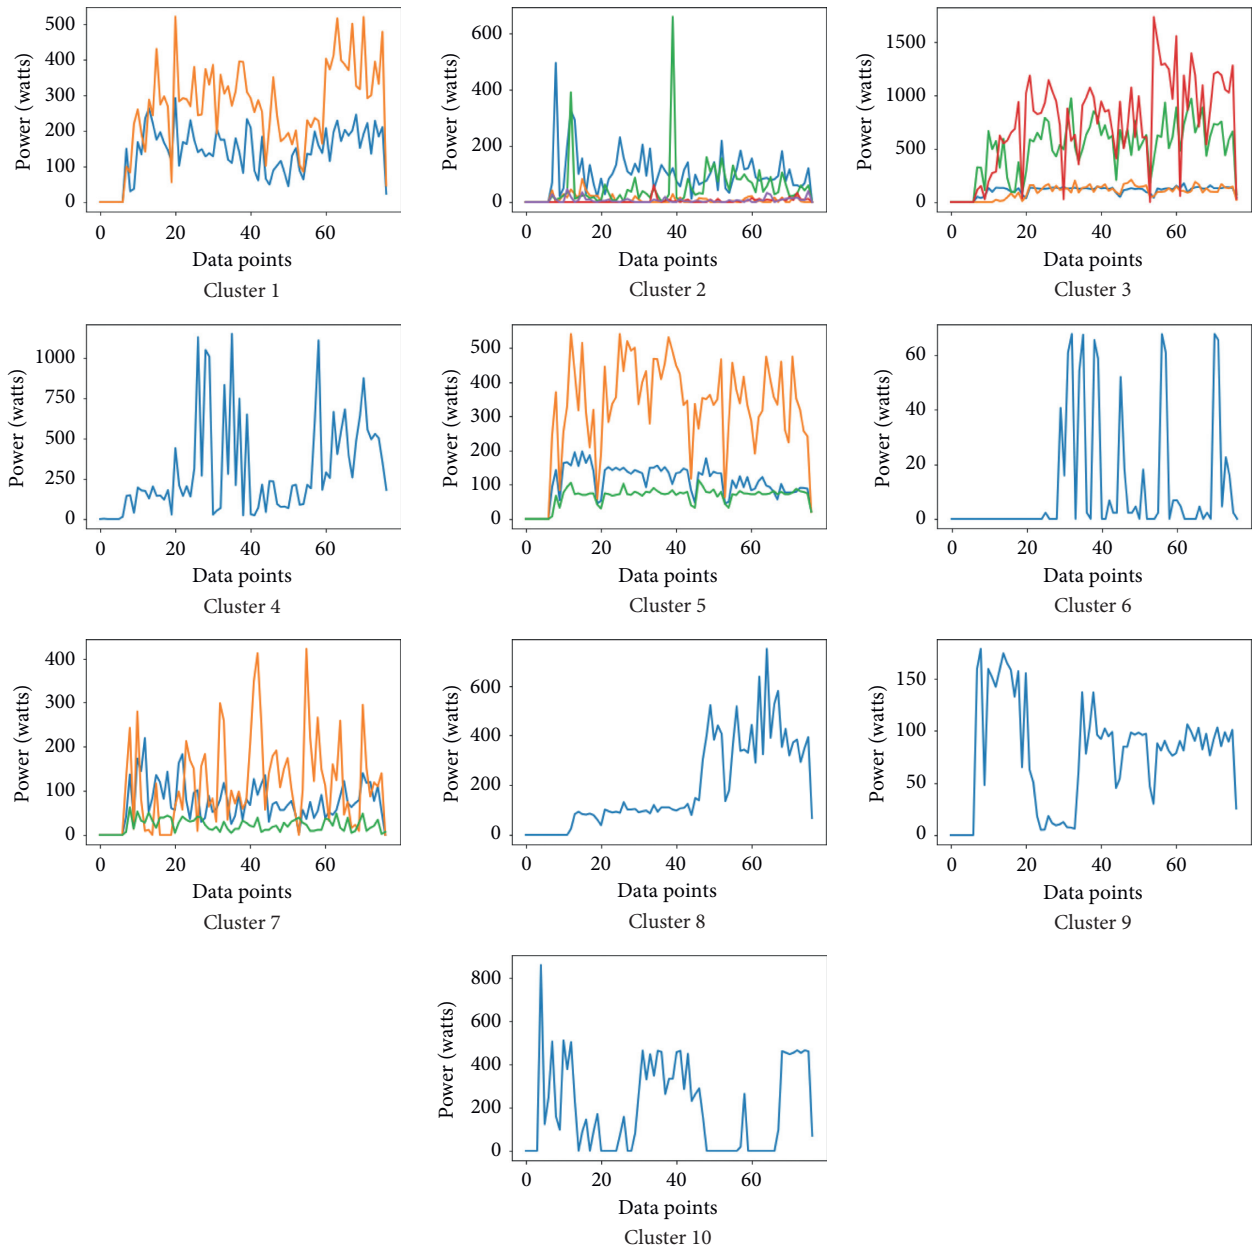 Power (watts)
500
400
300
200
100
0
0 20 40 60
Data points
Cluster 1
Power (watts)
600
400
200
0
0 20 40 60
Data points
Cluster 2
Power (watts)
1500
1000
500
0
0 20 40 60
Data points
Cluster 3
Power (watts)
1000
750
500
250
0
0 20 40 60
Data points
Cluster 4
Power (watts)
500
400
300
200
100
0
0 20 40 60
Data points
Cluster 5
Power (watts)
60
40
20
0
0 20 40 60
Data points
Cluster 6
Power (watts)
400
300
200
100
0
0 20 40 60
Data points
Cluster 7
Power (watts)
600
400
200
0
0 20 40 60
Data points
Cluster 8
Power (watts)
150
100
50
0
0 20 40 60
Data points
Cluster 9
Power (watts)
800
600
400
200
0
0 20 40 60
Data points
Cluster 10